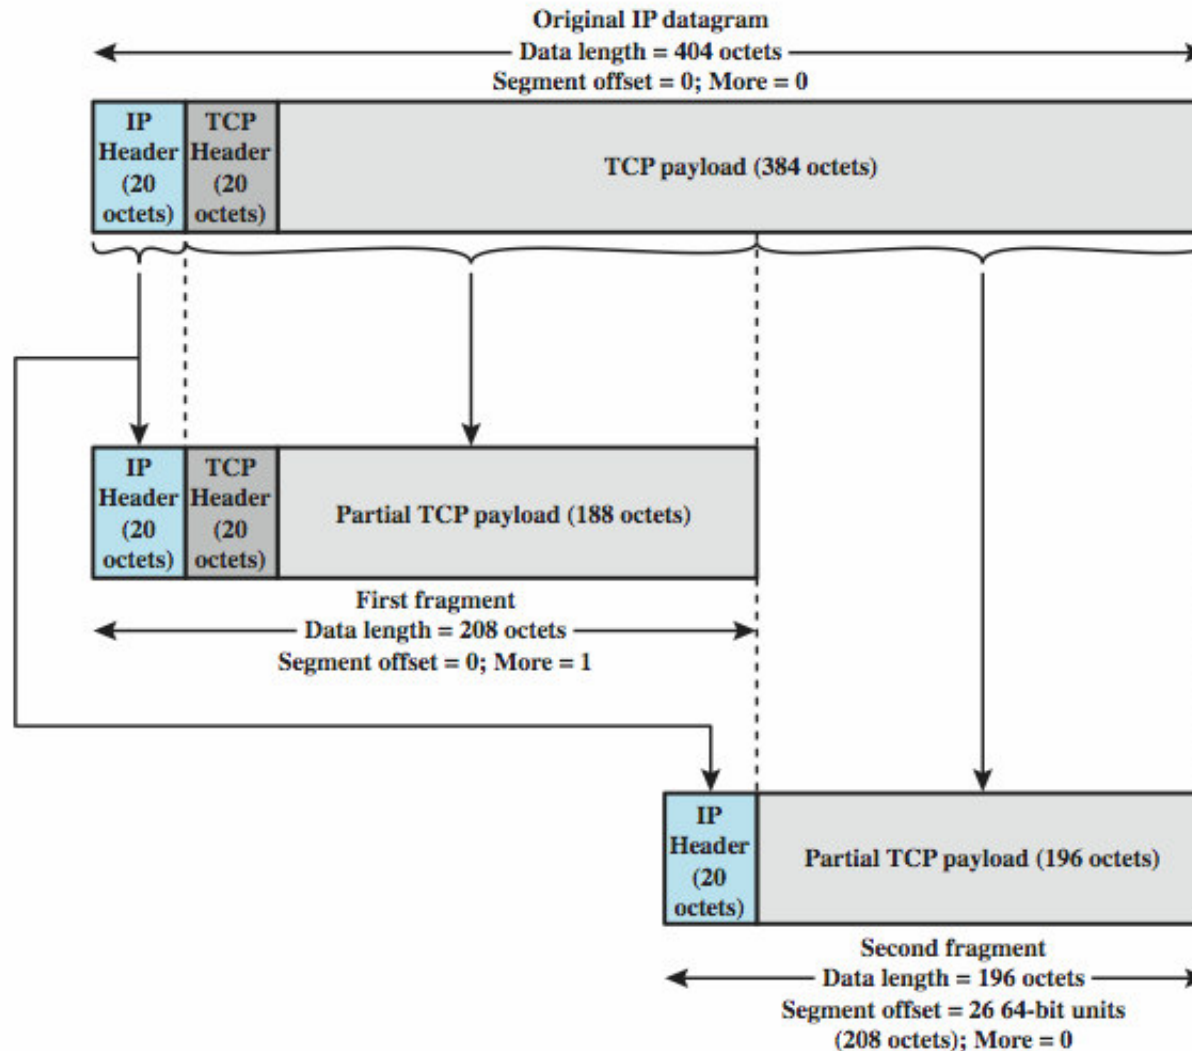 Original IP datagram
Data length = 404 octets
Segment offset = 0; More = 0
IP
Header
(20
octets)
TCP
Header
(20
octets)
TCP payload (384 octets)
IP
Header
(20
octets)
TCP
Header
(20
octets)
Partial TCP payload (188 octets)
First fragment
Data length = 208 octets
Segment offset = 0; More = 1
IP
Header
(20
octets)
Partial TCP payload (196 octets)
Second fragment
Data length = 196 octets
Segment offset = 26 64-bit units
(208 octets); More = 0